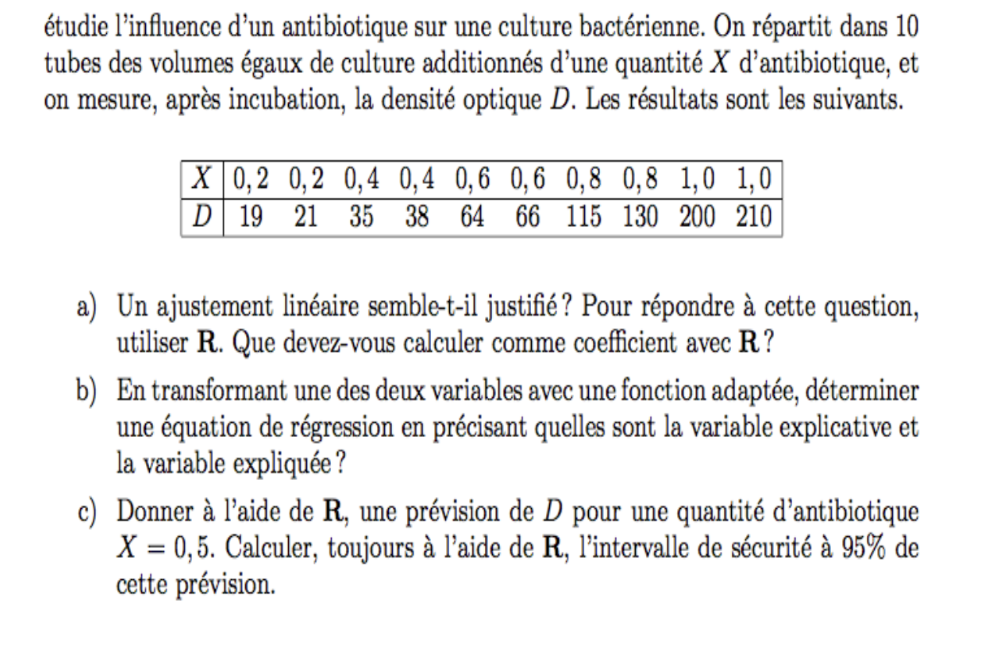 étudie l'influence d'un antibiotique sur une culture bactérienne. On répartit dans 10
tubes des volumes égaux de culture additionnés d'une quantité X d'antibiotique, et
on mesure, après incubation, la densité optique D. Les résultats sont les suivants.
X 0,2 0,2 0,4 0,4 0,6 0,6 0,8 0,8 1,0 1,0
D 19 21 35 38 64 66 115 130 200 210
a) Un ajustement linéaire semble-t-il justifié ? Pour répondre à cette question,
utiliser R. Que devez-vous calculer comme coefficient avec R ?
b) En transformant une des deux variables avec une fonction adaptée, déterminer
une équation de régression en précisant quelles sont la variable explicative et
la variable expliquée ?
c) Donner à l'aide de R, une prévision de D pour une quantité d'antibiotique
X = 0,5. Calculer, toujours à l'aide de R, l'intervalle de sécurité à 95% de
cette prévision.